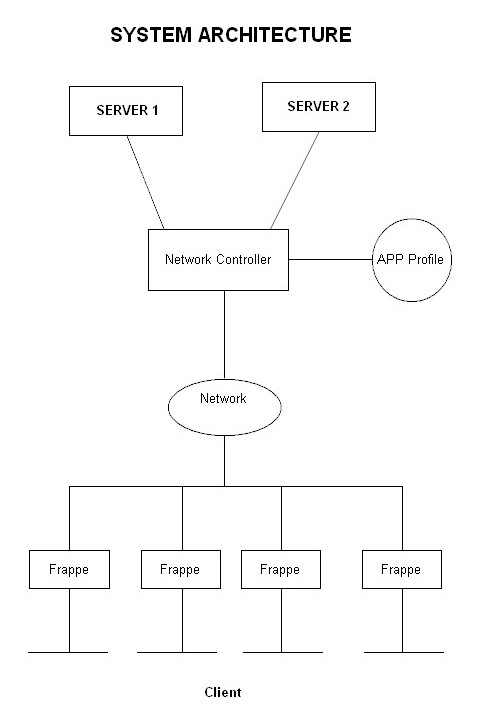 SYSTEM ARCHITECTURE
SERVER 1
SERVER 2
Network Controller
APP Profile
Network
Frappe
Frappe
Frappe
Frappe
Client